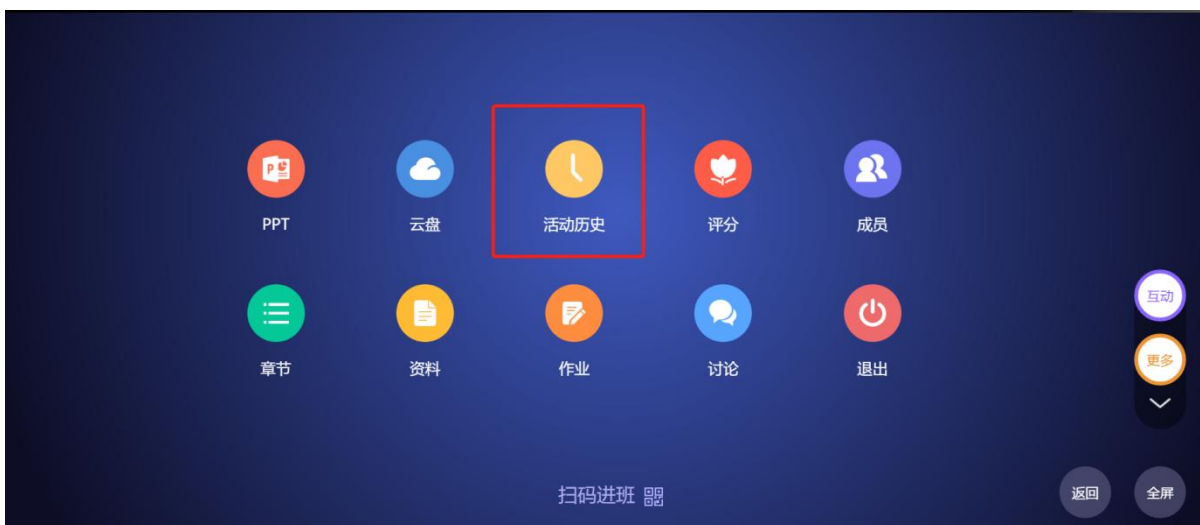 PPT 云盘 活动历史 评分 成员
章节 资料 作业 讨论 退出
互动
更多
扫码进班
返回 全屏